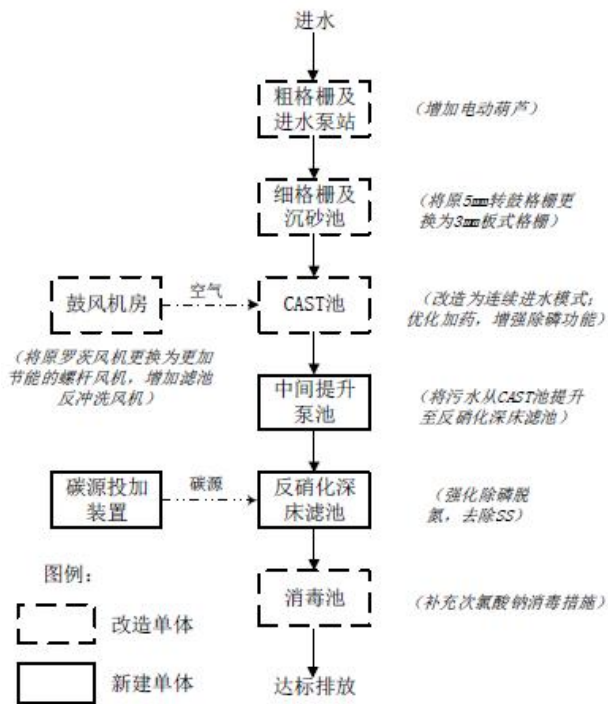 进水
粗格栅及
进水泵站
(增加电动葫芦)
细格栅及
沉砂池
(将原5mm转鼓格栅更
换为3mm板式格栅)
鼓风机房
空气
CAST池
(改造为连续进水模式;
优化加药，增强除磷功能)
(将原罗茨风机更换为更加
节能的螺杆风机，增加滤池
反冲洗风机)
中间提升
泵池
(将污水从CAST池提升
至反硝化深床滤池)
碳源投加
装置
碳源
反硝化深
床滤池
(强化除磷脱
氮，去除SS)
图例：
消毒池
(补充次氯酸钠消毒措施)
改造单体
新建单体
达标排放